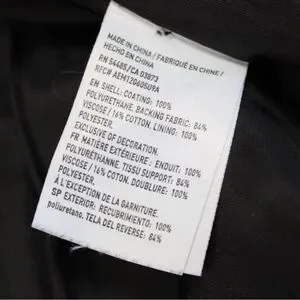 MADE IN CHINA / FABRIQUÉ EN CHINE /
HECHO EN CHINA
RN 54485/CA 03873
RFC# AEM120605U9A
EN SHELL: COATING: 100%
POLYURETHANE. BACKING FABRIC: 84%
VISCOSE / 16% COTTON. LINING: 100%
POLYESTER.
EXCLUSIVE OF DECORATION.
FR: MATIÈRE EXTÉRIEURE : ENDUIT: 100%
POLYURÉTHANNE. TISSU SUPPORT: 84%
VISCOSE / 16% COTON. DOUBLURE: 100%
POLYESTER.
À L'EXCEPTION DE LA GARNITURE.
SP EXTERIOR: RECUBRIMIENTO: 100%
poliuretano. TELA DEL REVERSE: 84%